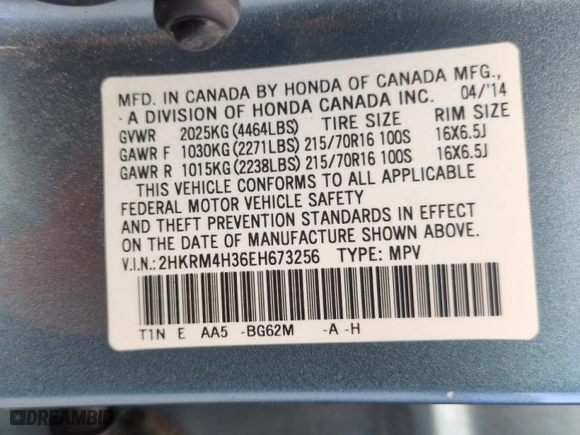 MFD. IN CANADA BY HONDA OF CANADA MFG.,
A DIVISION OF HONDA CANADA INC. 04/'14
GVWR 2025KG (4464LBS) TIRE SIZE RIM SIZE
GAWR F 1030KG (2271LBS) 215/70R16 100S 16X6.5J
GAWR R 1015KG (2238LBS) 215/70R16 100S 16X6.5J
THIS VEHICLE CONFORMS TO ALL APPLICABLE
FEDERAL MOTOR VEHICLE SAFETY
AND THEFT PREVENTION STANDARDS IN EFFECT
ON THE DATE OF MANUFACTURE SHOWN ABOVE.
V.I.N.: 2HKRM4H36EH673256 TYPE: MPV
T1N E AA5 -BG62M -A -H
DREAMBID